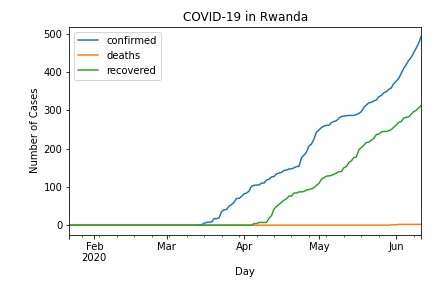 COVID-19 in Rwanda
confirmed
deaths
recovered
Number of Cases
500
400
300
200
100
0
Feb
2020
Mar
Apr
May
Jun
Day